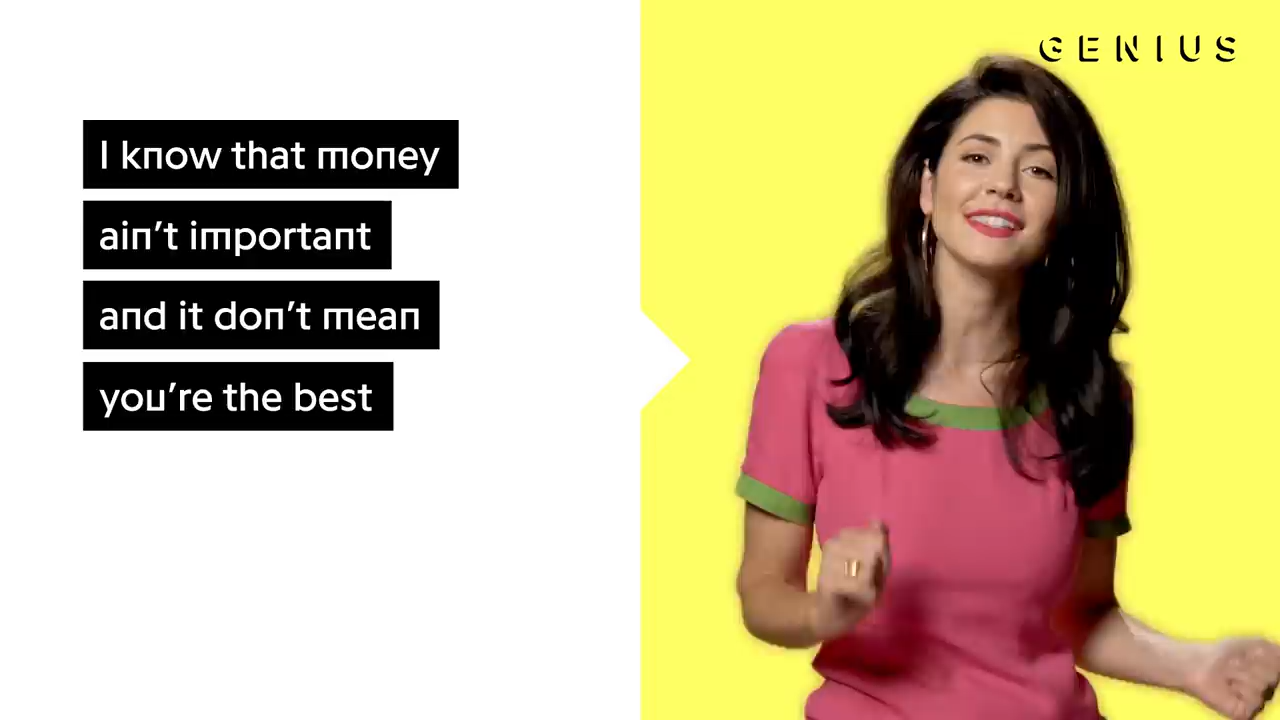 GENIUS
I know that money
ain't important
and it don't mean
you're the best